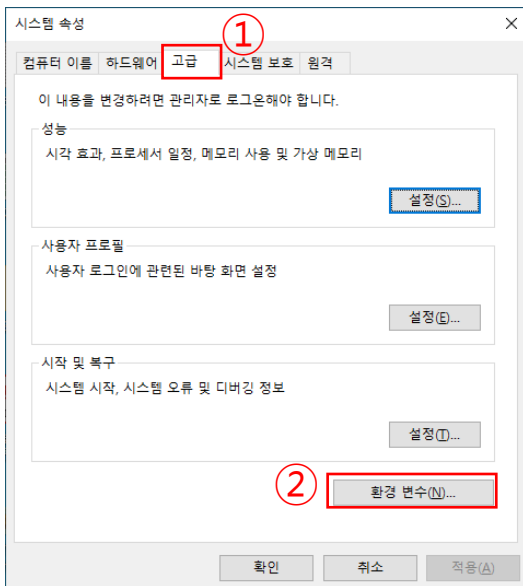 시스템 속성
①
컴퓨터 이름 하드웨어 고급 시스템 보호 원격
이 내용을 변경하려면 관리자로 로그온해야 합니다.
성능
시각 효과, 프로세서 일정, 메모리 사용 및 가상 메모리
설정(S)...
사용자 프로필
사용자 로그인에 관련된 바탕 화면 설정
설정(E)...
시작 및 복구
시스템 시작, 시스템 오류 및 디버깅 정보
설정(T)...
② 환경 변수(N)...
확인 취소 적용(A)